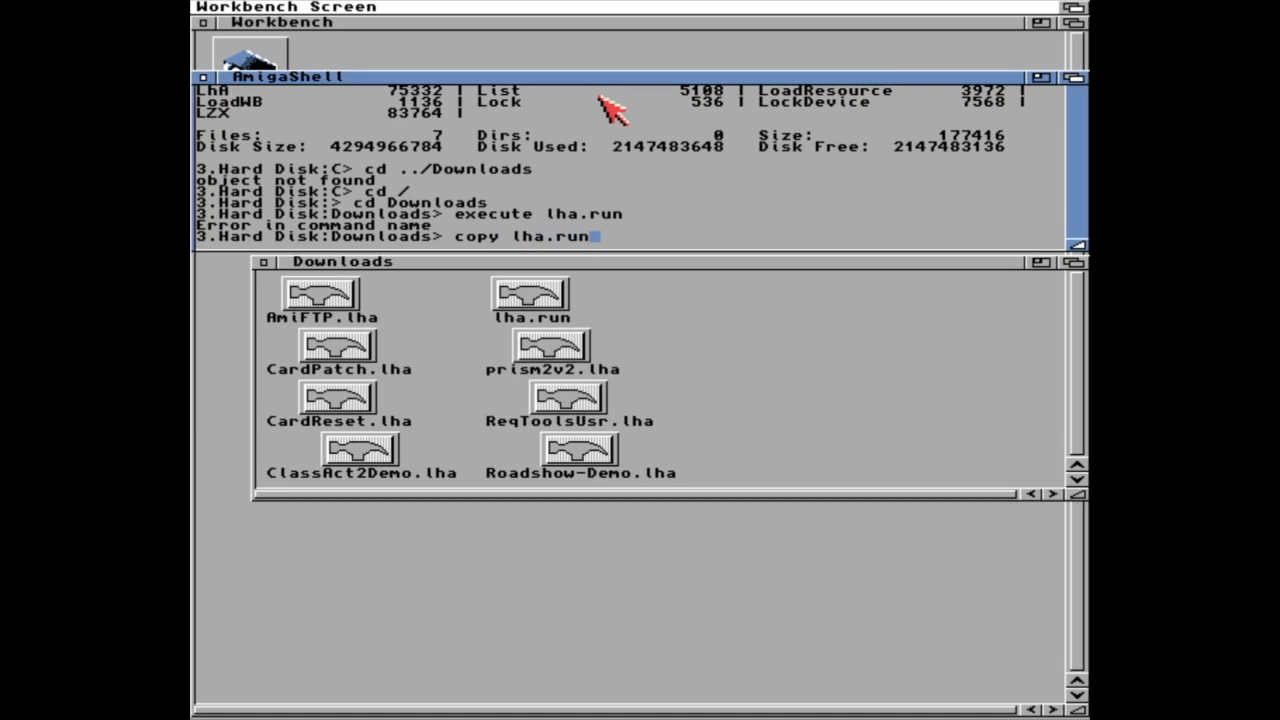 Workbench Screen
Workbench
AmigaShell
LhA 75332 | List 5108 | LoadResource 3972 |
LoadWB 1136 | Lock 536 | LockDevice 7568 |
LZX 83764 |
Files: 7 Dirs: 0 Size: 177416
Disk Size: 4294966784 Disk Used: 2147483648 Disk Free: 2147483136
3.Hard Disk:C> cd ../Downloads
object not found
3.Hard Disk:C> cd /
3.Hard Disk:> cd Downloads
3.Hard Disk:Downloads> execute lha.run
Error in command name
3.Hard Disk:Downloads> copy lha.run
Downloads
AmiFTP.lha lha.run
CardPatch.lha prism2v2.lha
CardReset.lha ReqToolsUsr.lha
ClassAct2Demo.lha Roadshow-Demo.lha